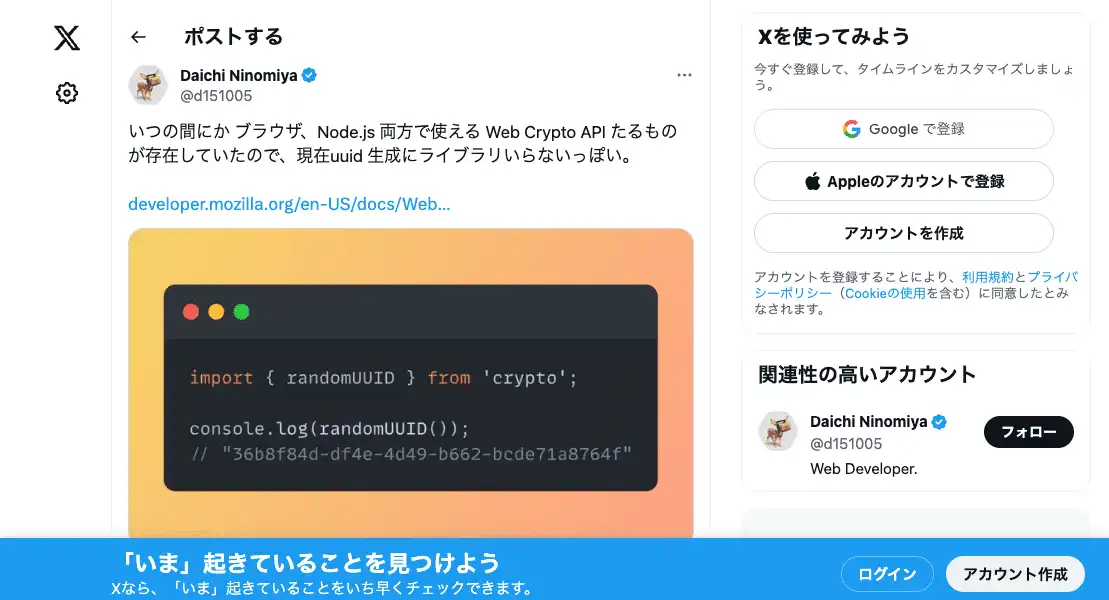 ポストする
Daichi Ninomiya
@d151005
いつの間にか ブラウザ、Node.js 両方で使える Web Crypto API たるもの
が存在していたので、現在uuid 生成にライブラリいらないっぽい。
developer.mozilla.org/en-US/docs/Web…
import { randomUUID } from 'crypto';
console.log(randomUUID());
// "36b8f84d-df4e-4d49-b662-bcde71a8764f"
Xを使ってみよう
今すぐ登録して、タイムラインをカスタマイズしましょ
う。
Google で登録
Appleのアカウントで登録
アカウントを作成
アカウントを登録することにより、利用規約とプライバ
シーポリシー（Cookieの使用を含む）に同意したとみ
なされます。
関連性の高いアカウント
Daichi Ninomiya
@d151005
フォロー
Web Developer.
「いま」起きていることを見つけよう
Xなら、「いま」起きていることをいち早くチェックできます。
ログイン
アカウント作成